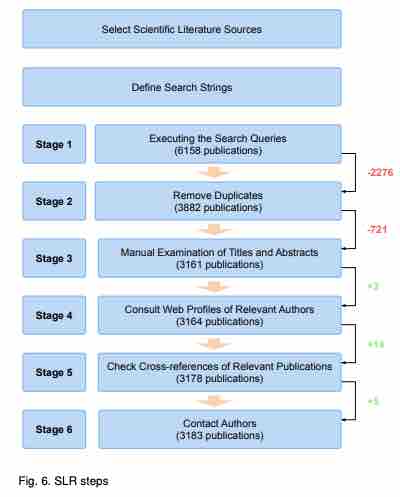 Select Scientific Literature Sources
Define Search Strings
Stage 1
Executing the Search Queries
(6158 publications)
-2276
Stage 2
Remove Duplicates
(3882 publications)
-721
Stage 3
Manual Examination of Titles and Abstracts
(3161 publications)
+3
Stage 4
Consult Web Profiles of Relevant Authors
(3164 publications)
+14
Stage 5
Check Cross-references of Relevant Publications
(3178 publications)
+5
Stage 6
Contact Authors
(3183 publications)
Fig. 6. SLR steps